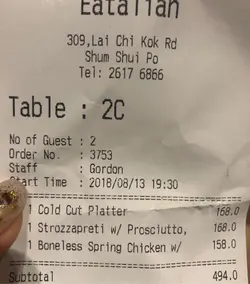 Eatalian
309,Lai Chi Kok Rd
Shum Shui Po
Tel: 2617 6866
Table : 2C
No of Guest : 2
Order No. : 3753
Staff : Gordon
Start Time : 2018/08/13 19:30
1 Cold Cut Platter 168.0
1 Strozzapreti w/ Prosciutto, 168.0
1 Boneless Spring Chicken w/ 158.0
Subtotal 494.0